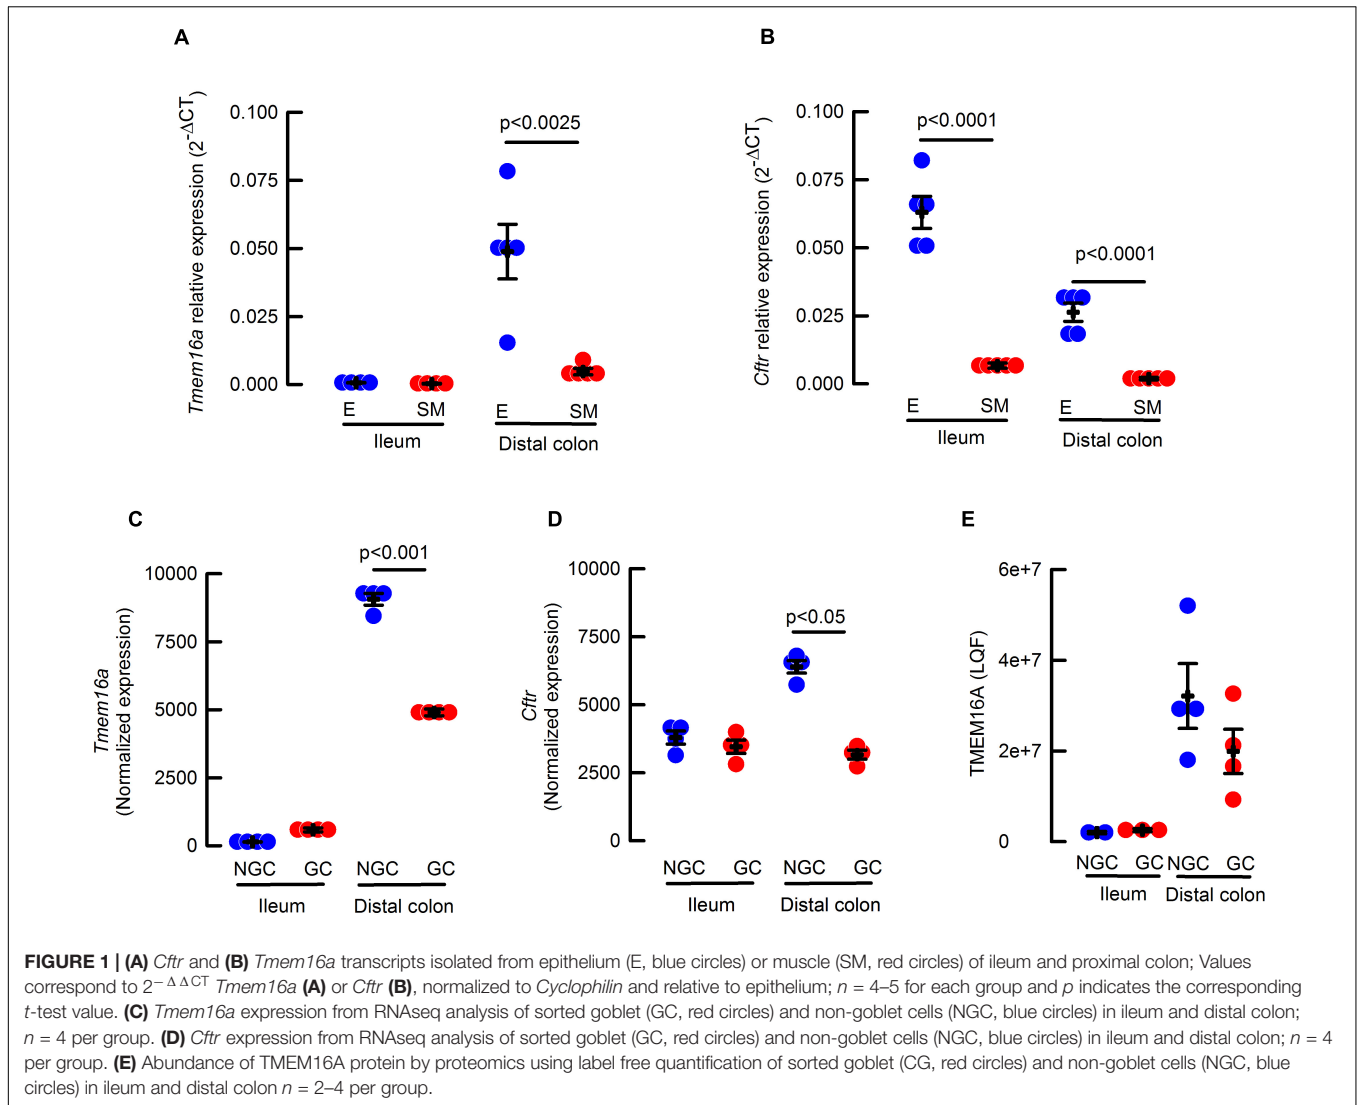 A
Tmem16a relative expression (2-ΔCT)
0.100
0.075
0.050
0.025
0.000
p<0.0025
E SM E SM
Ileum Distal colon
B
Cftr relative expression (2-ΔCT)
0.100
0.075
0.050
0.025
0.000
p<0.0001
p<0.0001
E SM E SM
Ileum Distal colon
C
Tmem16a
(Normalized expression)
10000
7500
5000
2500
0
p<0.001
NGC GC NGC GC
Ileum Distal colon
D
Cftr
(Normalized expression)
10000
7500
5000
2500
0
p<0.05
NGC GC NGC GC
Ileum Distal colon
E
TMEM16A (LQF)
6e+7
4e+7
2e+7
0
NGC GC NGC GC
Ileum Distal colon
FIGURE 1 | (A) Cftr and (B) Tmem16a transcripts isolated from epithelium (E, blue circles) or muscle (SM, red circles) of ileum and proximal colon; Values
correspond to 2−ΔΔCT Tmem16a (A) or Cftr (B), normalized to Cyclophilin and relative to epithelium; n = 4–5 for each group and p indicates the corresponding
t-test value. (C) Tmem16a expression from RNAseq analysis of sorted goblet (GC, red circles) and non-goblet cells (NGC, blue circles) in ileum and distal colon;
n = 4 per group. (D) Cftr expression from RNAseq analysis of sorted goblet (GC, red circles) and non-goblet cells (NGC, blue circles) in ileum and distal colon; n = 4
per group. (E) Abundance of TMEM16A protein by proteomics using label free quantification of sorted goblet (CG, red circles) and non-goblet cells (NGC, blue
circles) in ileum and distal colon n = 2–4 per group.